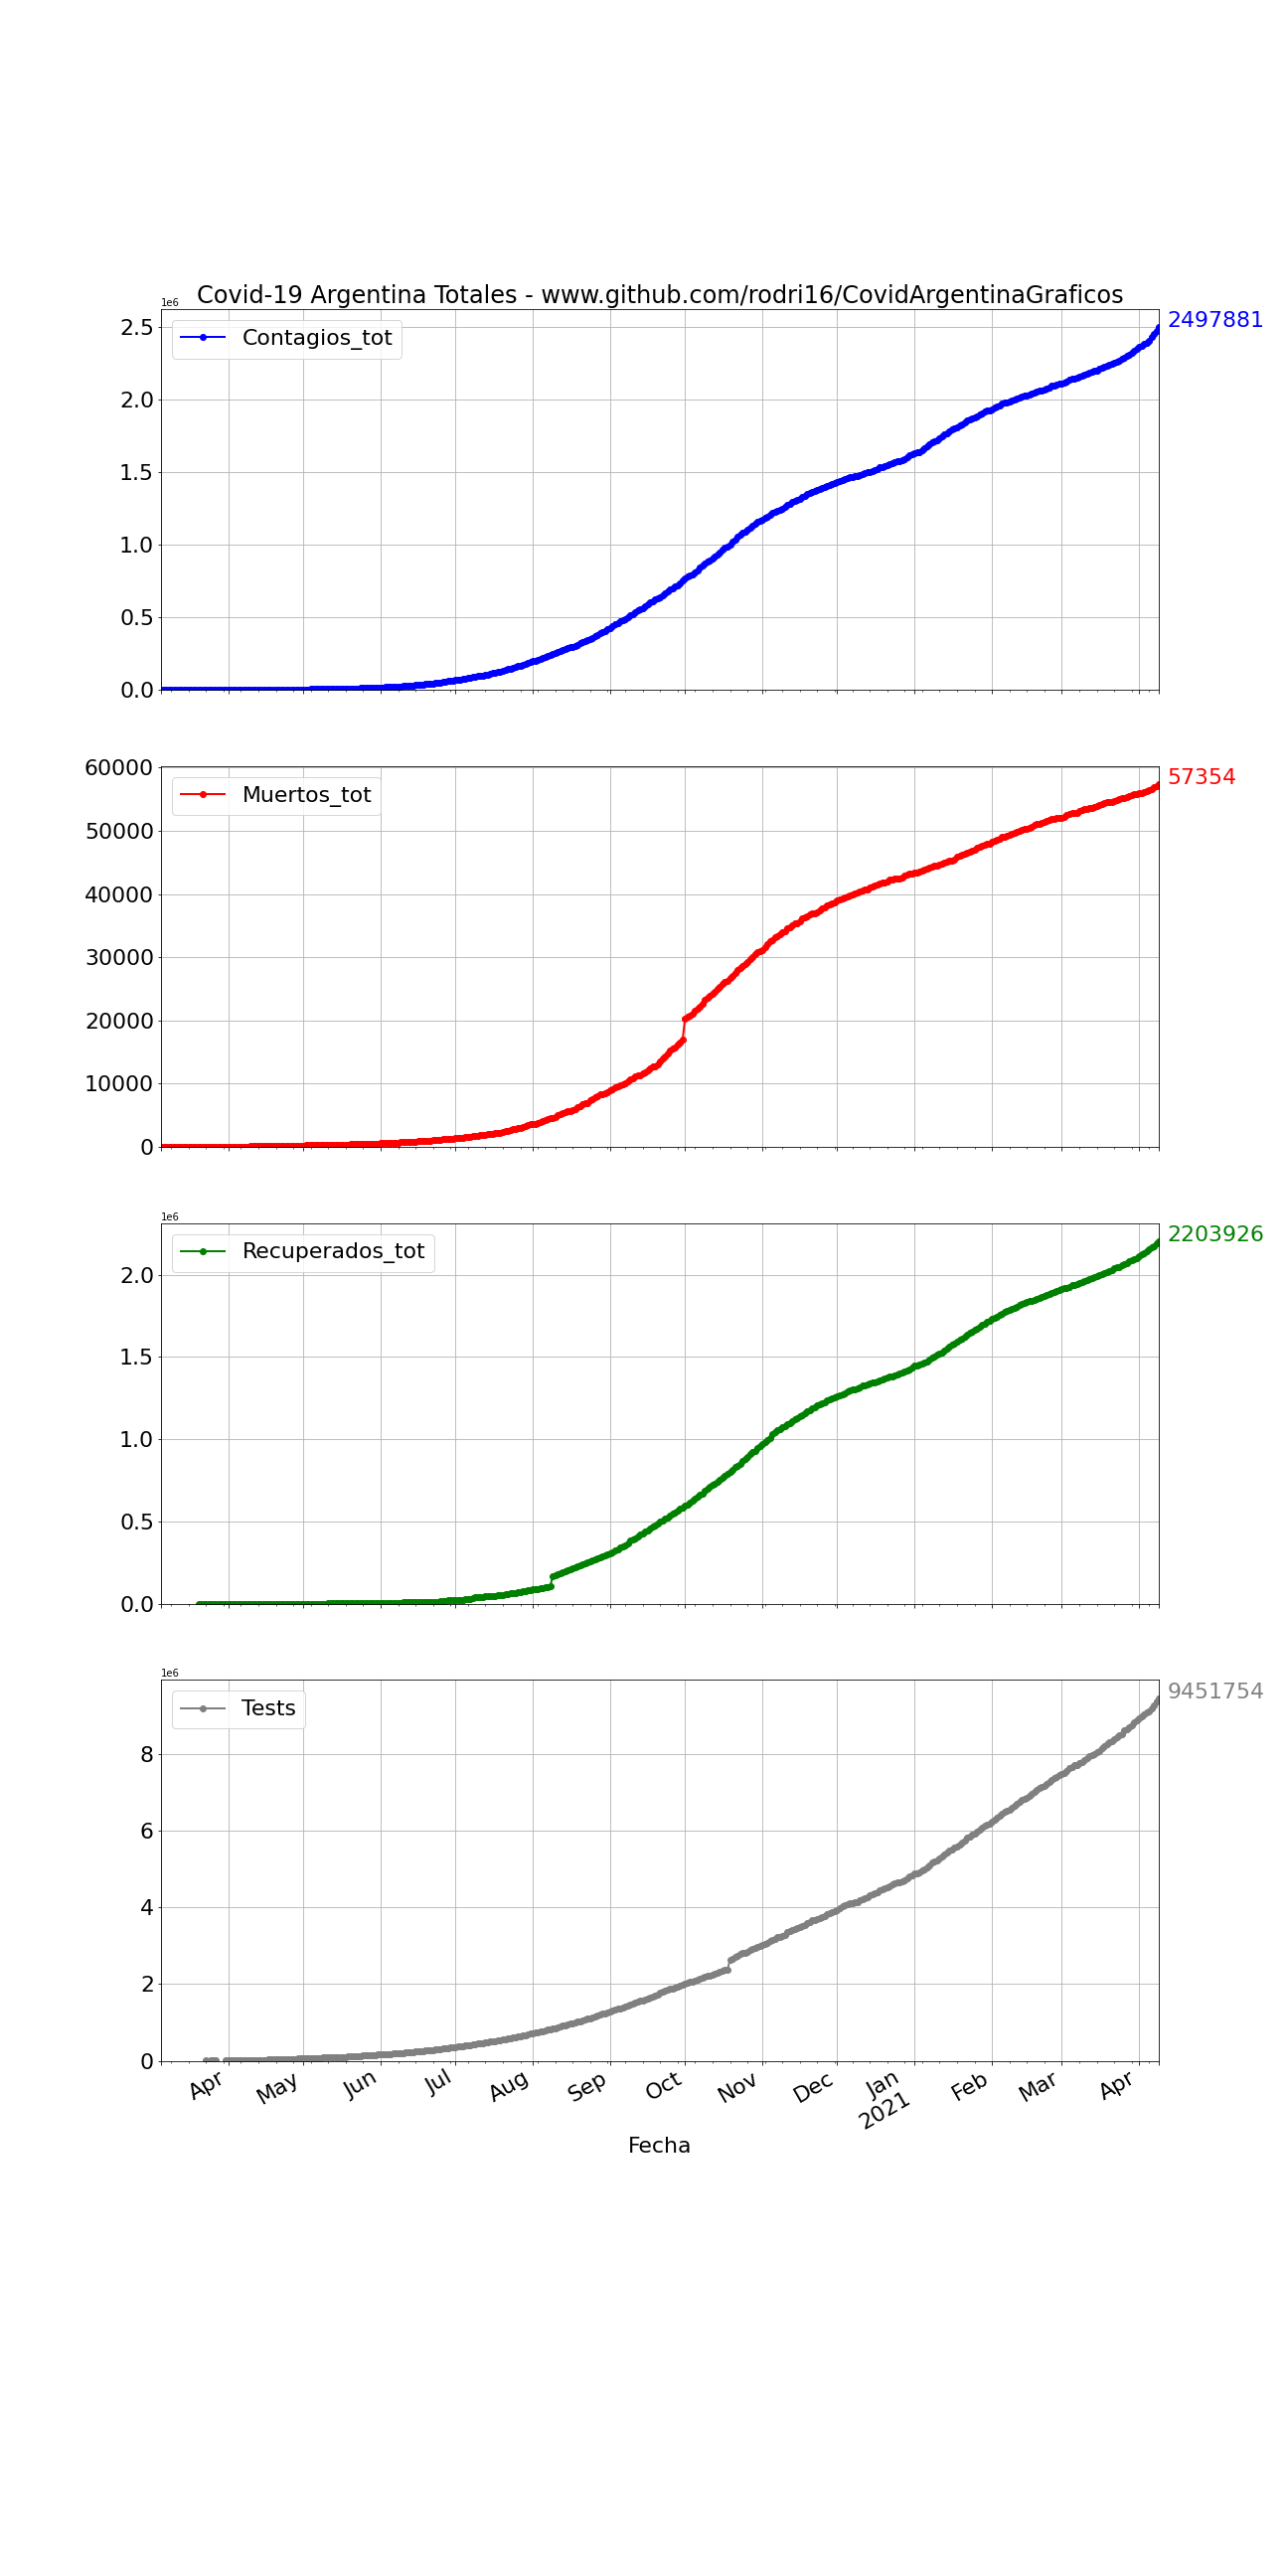 Covid-19 Argentina Totales - www.github.com/rodri16/CovidArgentinaGraficos
1e6
2497881
Contagios_tot
2.5
2.0
1.5
1.0
0.5
0.0
57354
Muertos_tot
60000
50000
40000
30000
20000
10000
0
1e6
2203926
Recuperados_tot
2.0
1.5
1.0
0.5
0.0
1e6
9451754
Tests
8
6
4
2
0
Apr May Jun Jul Aug Sep Oct Nov Dec Jan Feb Mar Apr
2021
Fecha